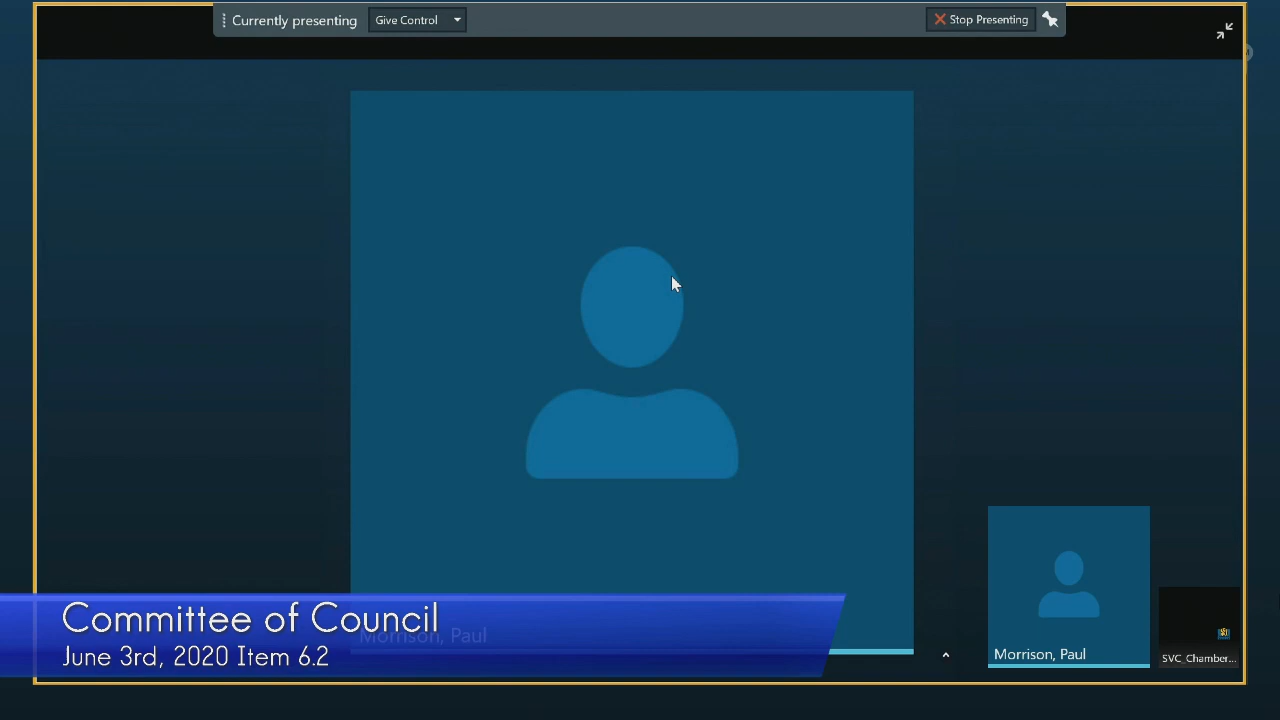 Currently presenting
Give Control
Stop Presenting
Committee of Council
Morrison, Paul
June 3rd, 2020 Item 6.2
Morrison, Paul
SVC_Chamber...